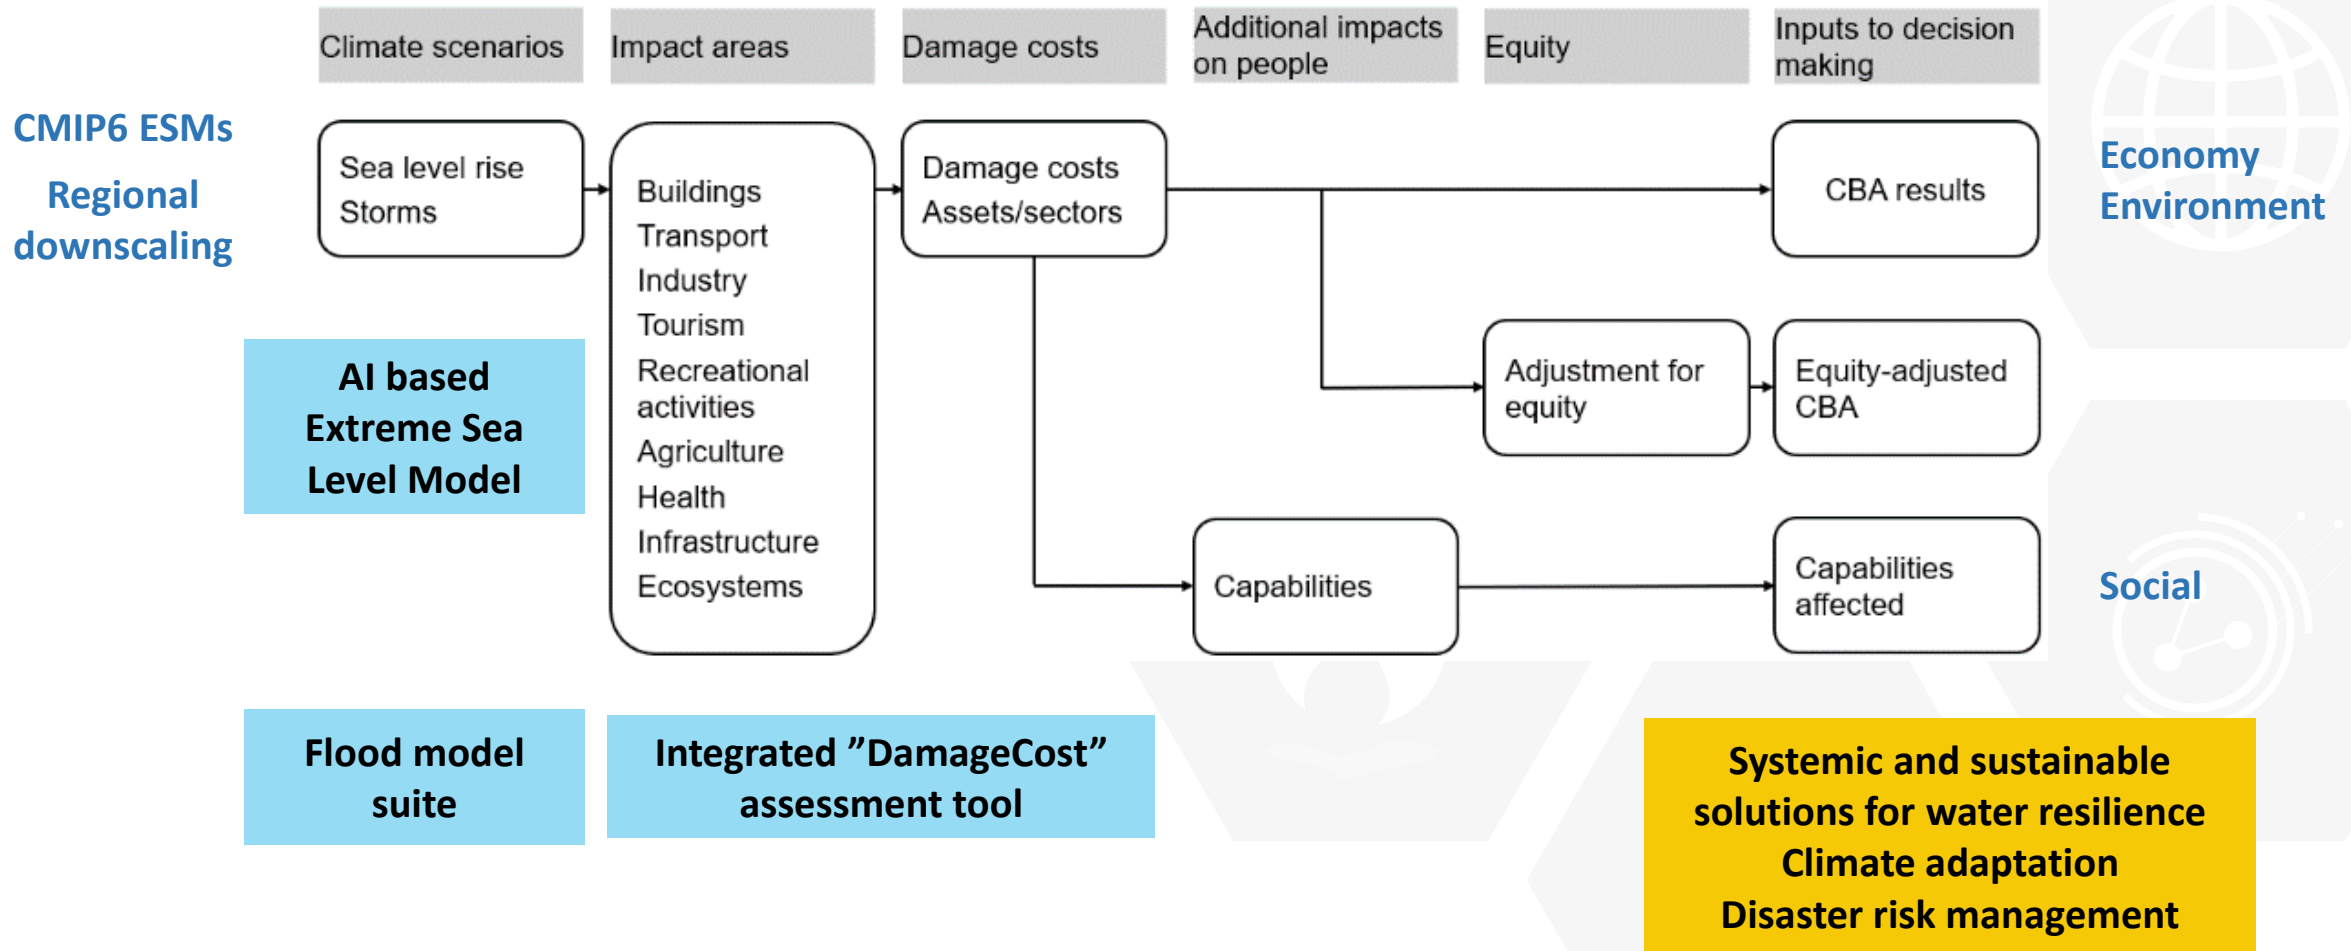 Climate scenarios
Impact areas
Damage costs
Additional impacts
on people
Equity
Inputs to decision
making
CMIP6 ESMs
Regional
downscaling
Sea level rise
Storms
Buildings
Transport
Industry
Tourism
Recreational
activities
Agriculture
Health
Infrastructure
Ecosystems
Damage costs
Assets/sectors
CBA results
Economy
Environment
AI based
Extreme Sea
Level Model
Adjustment for
equity
Equity-adjusted
CBA
Capabilities
Capabilities
affected
Social
Flood model
suite
Integrated ”DamageCost”
assessment tool
Systemic and sustainable
solutions for water resilience
Climate adaptation
Disaster risk management